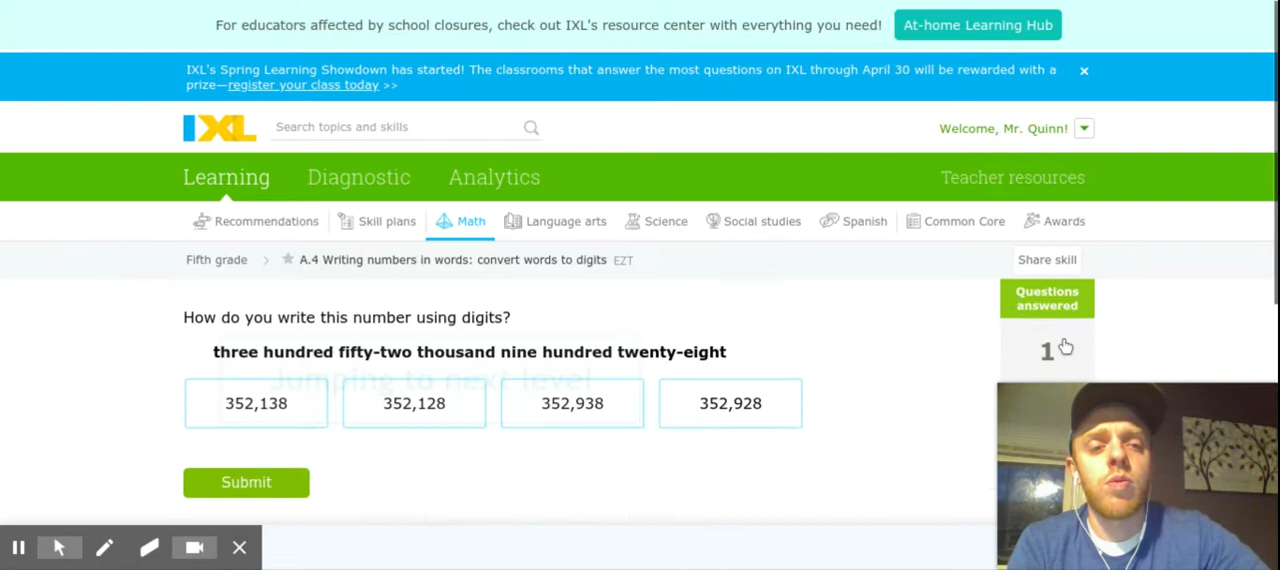 For educators affected by school closures, check out IXL's resource center with everything you need! At-home Learning Hub
IXL's Spring Learning Showdown has started! The classrooms that answer the most questions on IXL through April 30 will be rewarded with a
prize—register your class today >>
IXL Search topics and skills Welcome, Mr. Quinn!
Learning Diagnostic Analytics Teacher resources
Recommendations Skill plans Math Language arts Science Social studies Spanish Common Core Awards
Fifth grade > A.4 Writing numbers in words: convert words to digits EZT Share skill
Questions
answered
How do you write this number using digits?
three hundred fifty-two thousand nine hundred twenty-eight
1
Jumping to next level
352,138 352,128 352,938 352,928
Submit